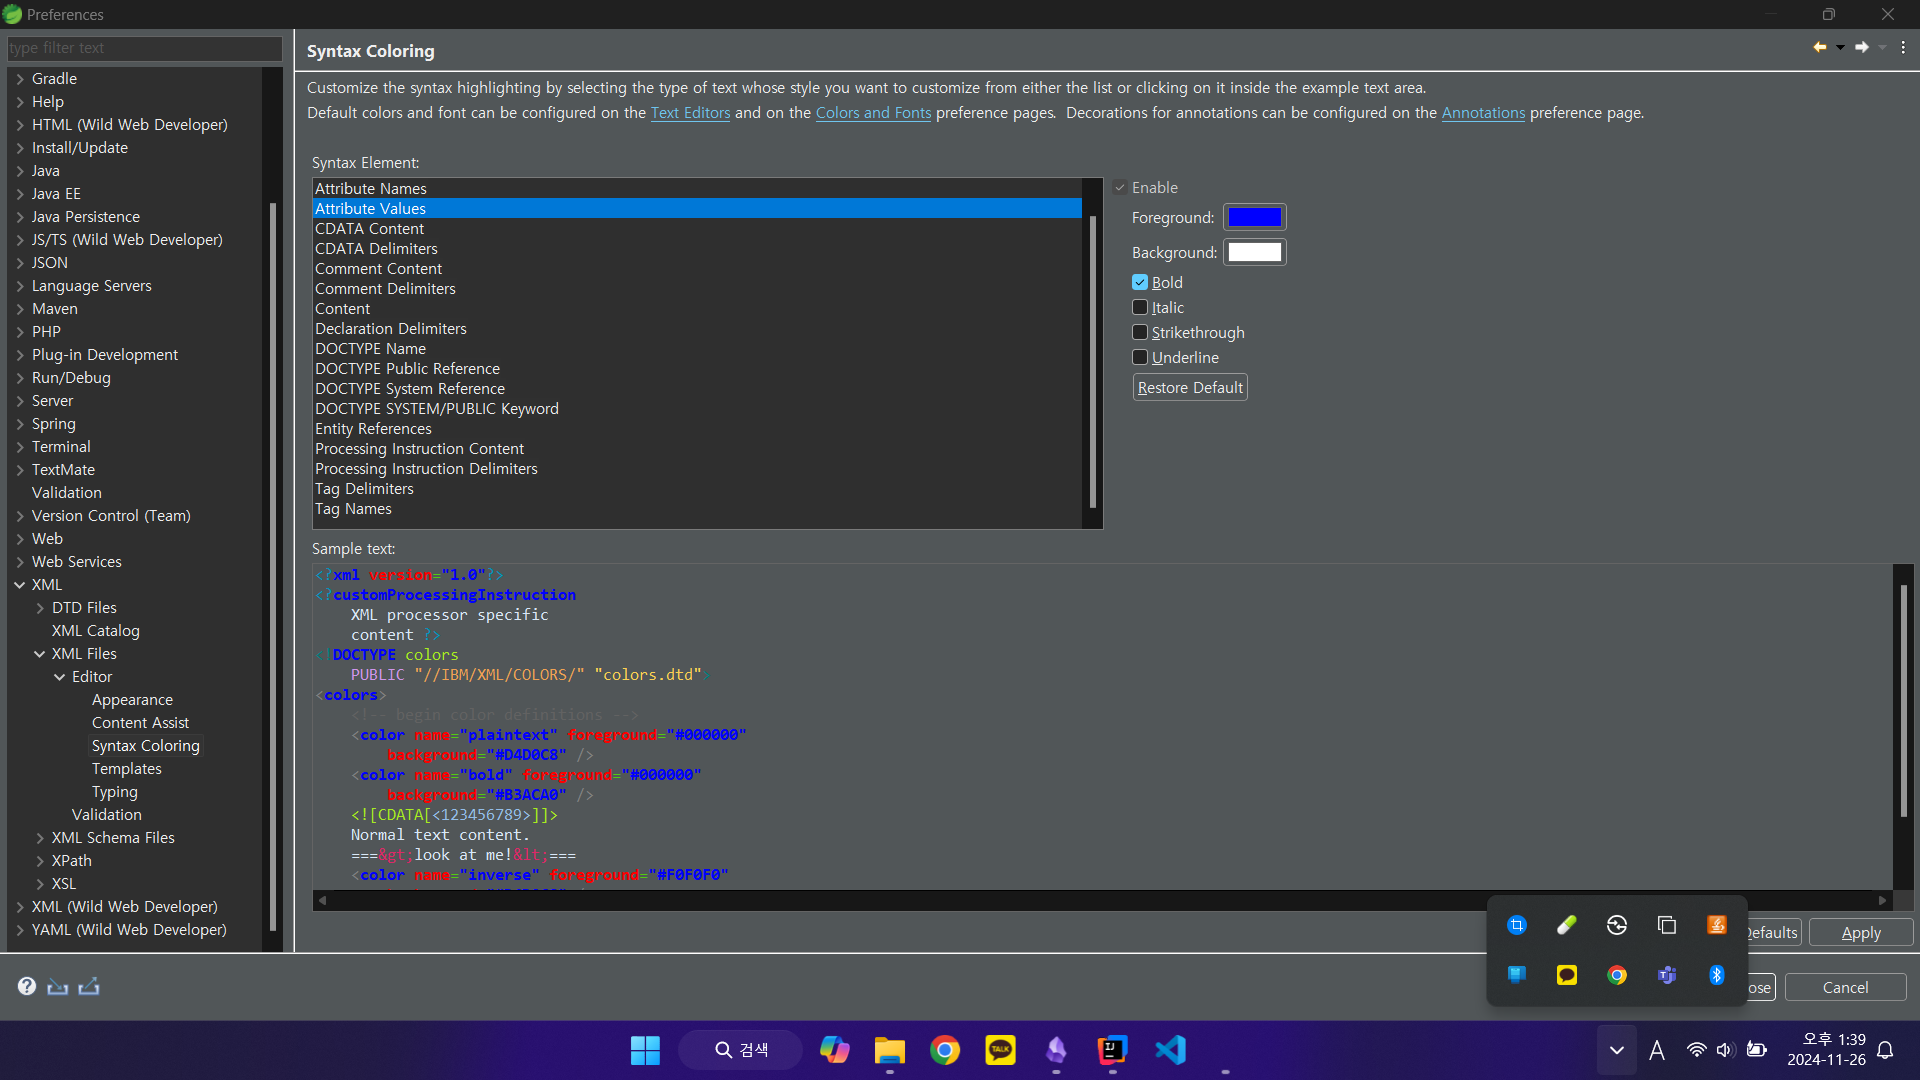 Preferences
type filter text
Gradle
Help
HTML (Wild Web Developer)
Install/Update
Java
Java EE
Java Persistence
JS/TS (Wild Web Developer)
JSON
Language Servers
Maven
PHP
Plug-in Development
Run/Debug
Server
Spring
Terminal
TextMate
Validation
Version Control (Team)
Web
Web Services
XML
DTD Files
XML Catalog
XML Files
Editor
Appearance
Content Assist
Syntax Coloring
Templates
Typing
Validation
XML Schema Files
XPath
XSL
XML (Wild Web Developer)
YAML (Wild Web Developer)
Syntax Coloring
Customize the syntax highlighting by selecting the type of text whose style you want to customize from either the list or clicking on it inside the example text area.
Default colors and font can be configured on the Text Editors and on the Colors and Fonts preference pages.  Decorations for annotations can be configured on the Annotations preference page.
Syntax Element:
Attribute Names
Attribute Values
CDATA Content
CDATA Delimiters
Comment Content
Comment Delimiters
Content
Declaration Delimiters
DOCTYPE Name
DOCTYPE Public Reference
DOCTYPE System Reference
DOCTYPE SYSTEM/PUBLIC Keyword
Entity References
Processing Instruction Content
Processing Instruction Delimiters
Tag Delimiters
Tag Names
Enable
Foreground:
Background:
Bold
Italic
Strikethrough
Underline
Restore Default
Sample text:
<?xml version="1.0"?>
<?customProcessingInstruction
XML processor specific
content ?>
<!DOCTYPE colors
PUBLIC "//IBM/XML/COLORS/" "colors.dtd">
<colors>
<!-- begin color definitions -->
<color name="plaintext" foreground="#000000"
background="#D4D0C8" />
<color name="bold" foreground="#000000"
background="#B3ACA0" />
<![CDATA[<123456789>]]>
Normal text content.
===&gt;look at me!&lt;===
<color name="inverse" foreground="#F0F0F0"
Defaults
Apply
ose
Cancel
검색
TALK
A
오후 1:39
2024-11-26